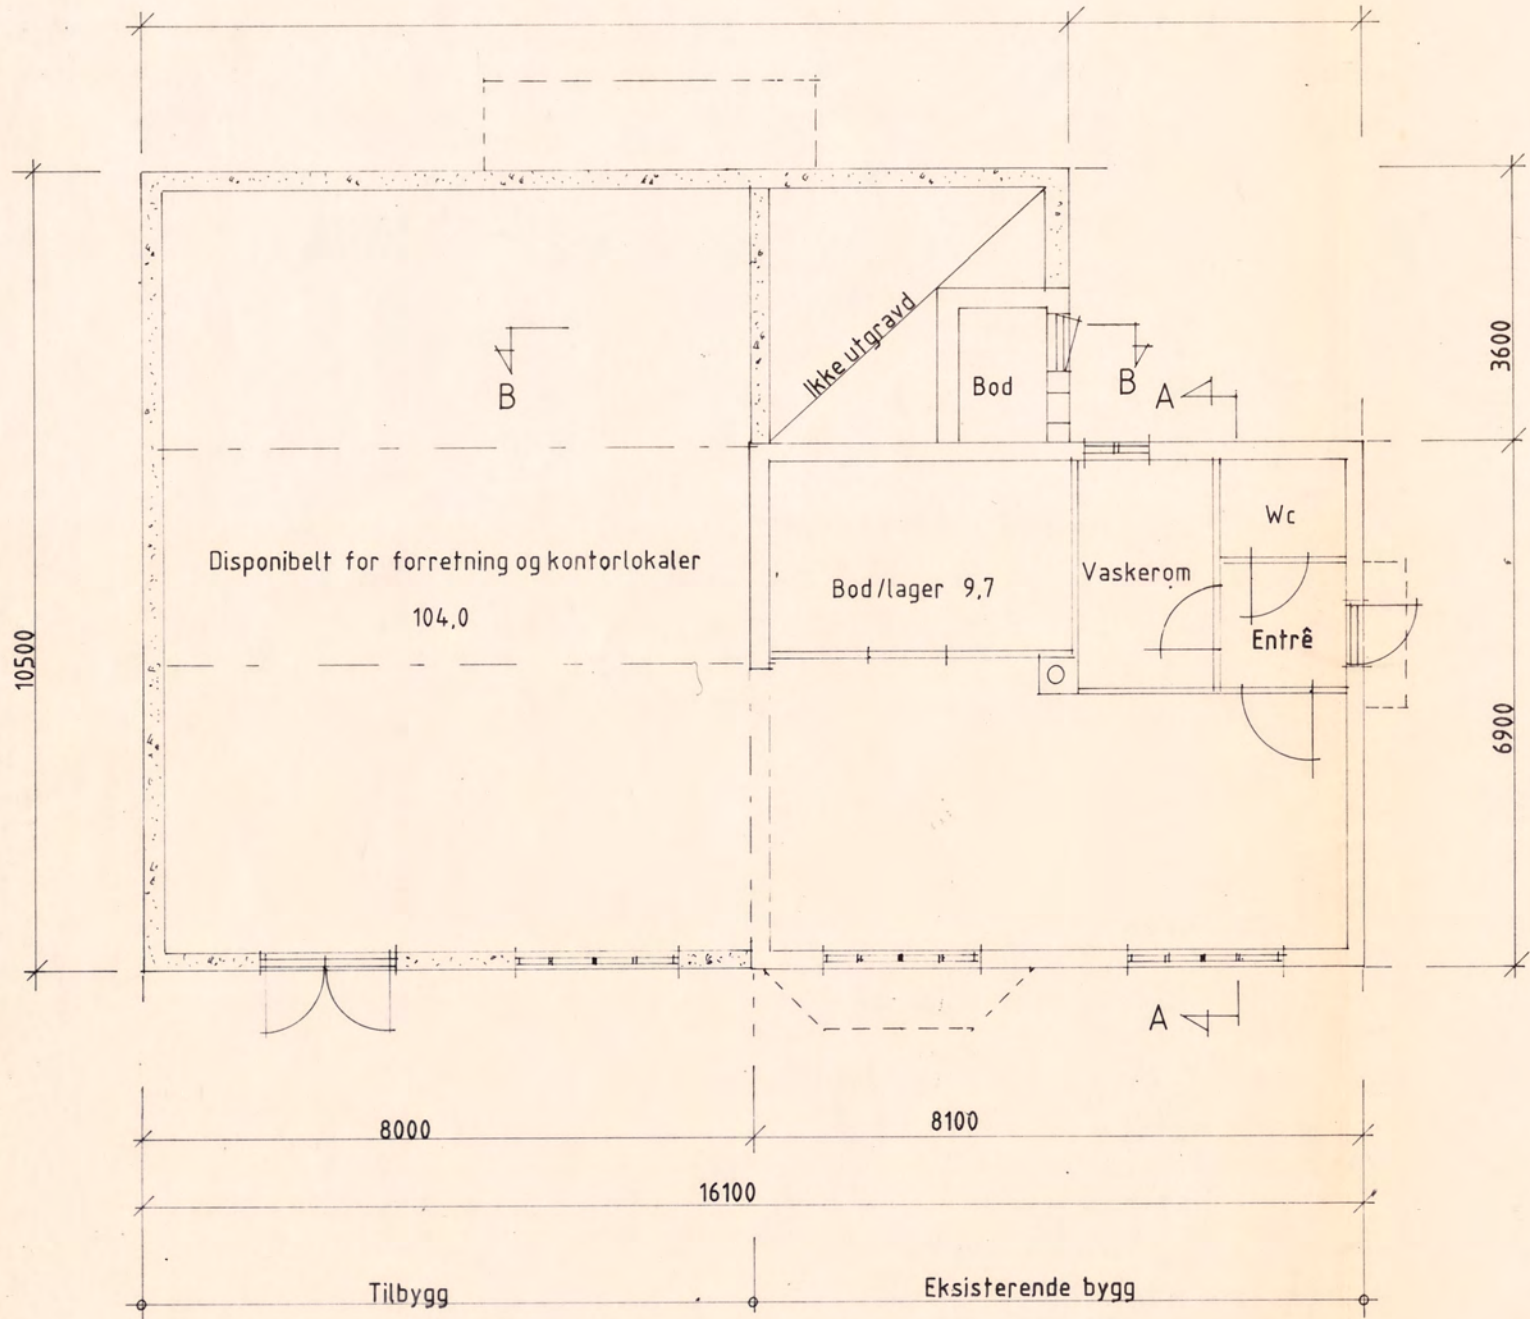 Ikke utgravd
Bod
B
B
A
3600
Disponibelt for forretning og kontorlokaler
104,0
Bod/lager 9,7
Vaskerom
Wc
Entrê
10500
6900
A
8000
8100
16100
Tilbygg
Eksisterende bygg